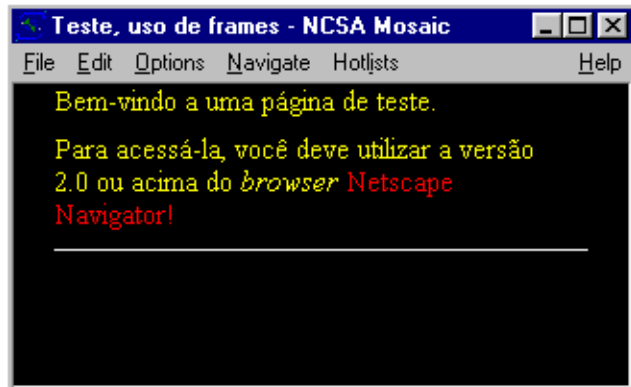 Teste, uso de frames - NCSA Mosaic
File Edit Options Navigate Hotlists Help
Bem-vindo a uma página de teste.
Para acessá-la, você deve utilizar a versão
2.0 ou acima do browser Netscape
Navigator!